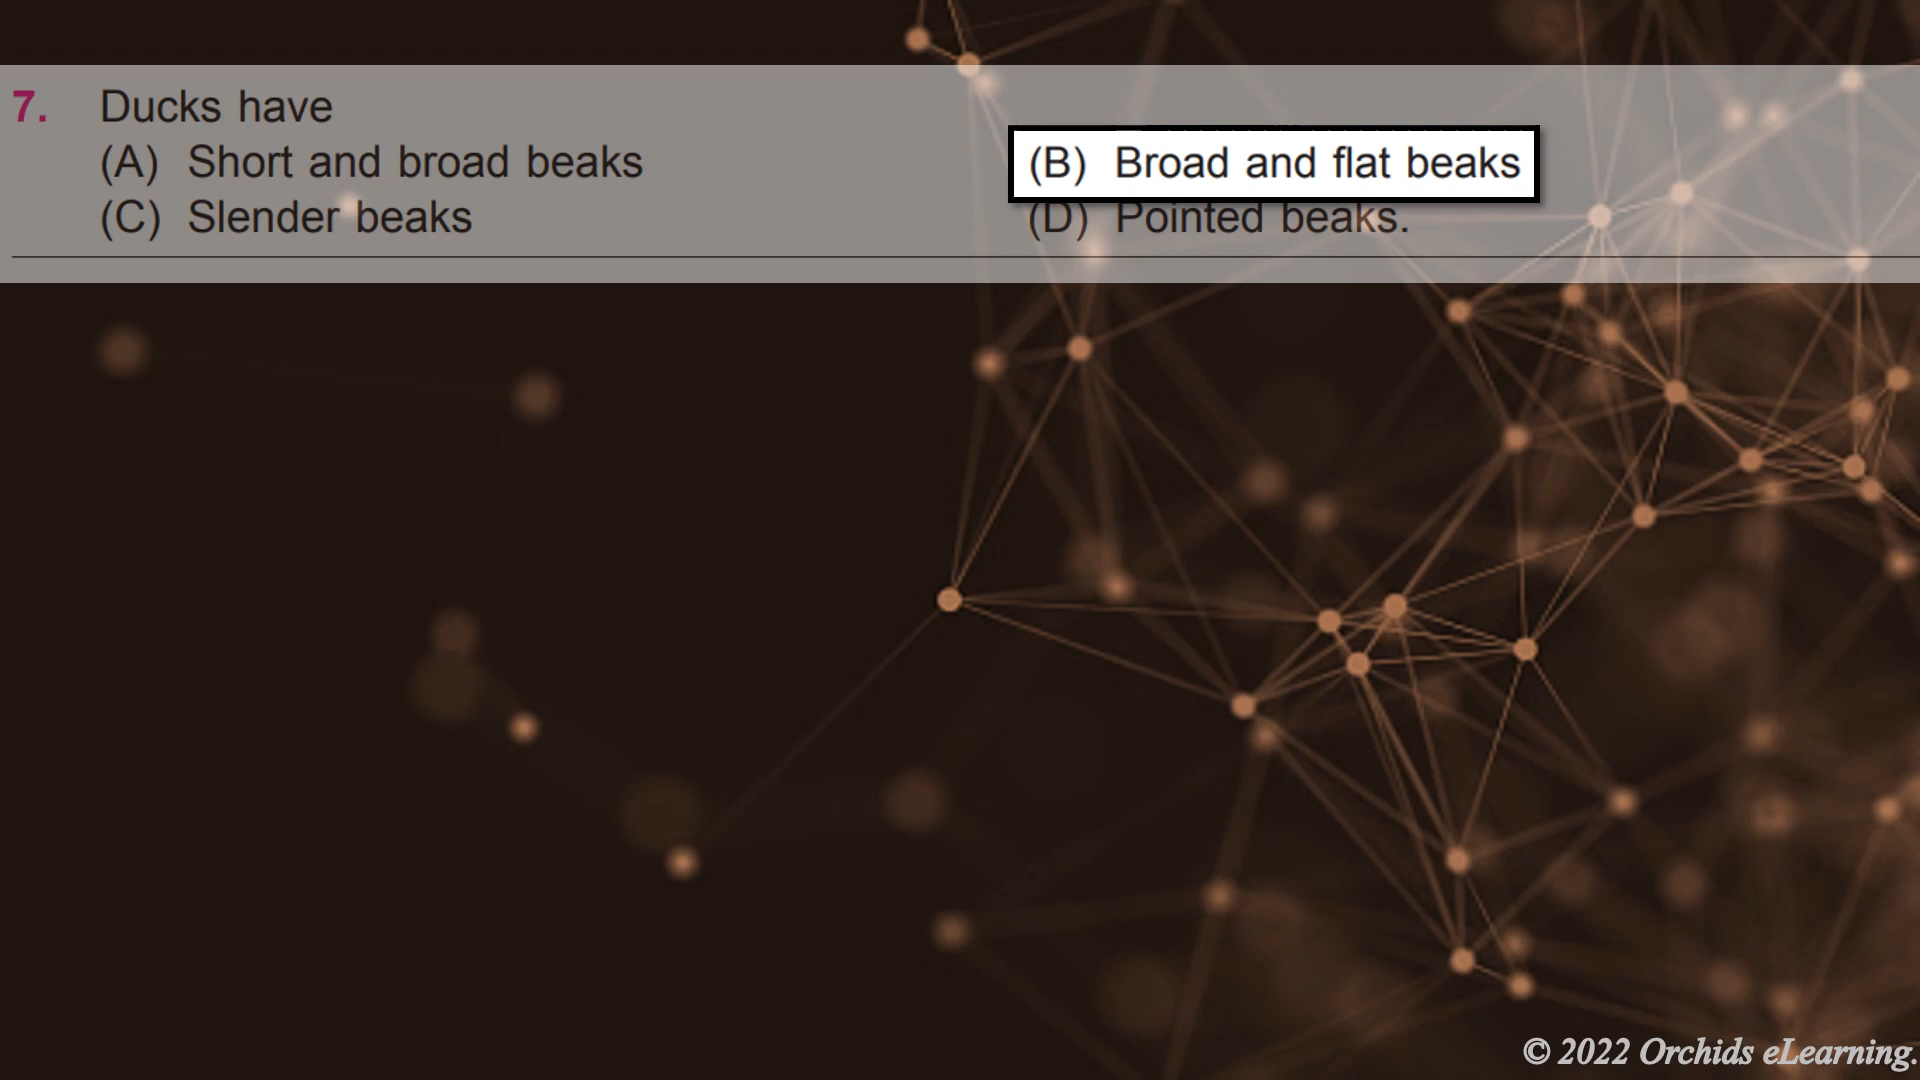 7. Ducks have
(A) Short and broad beaks (B) Broad and flat beaks
(C) Slender beaks (D) Pointed beaks.
© 2022 Orchids eLearning.